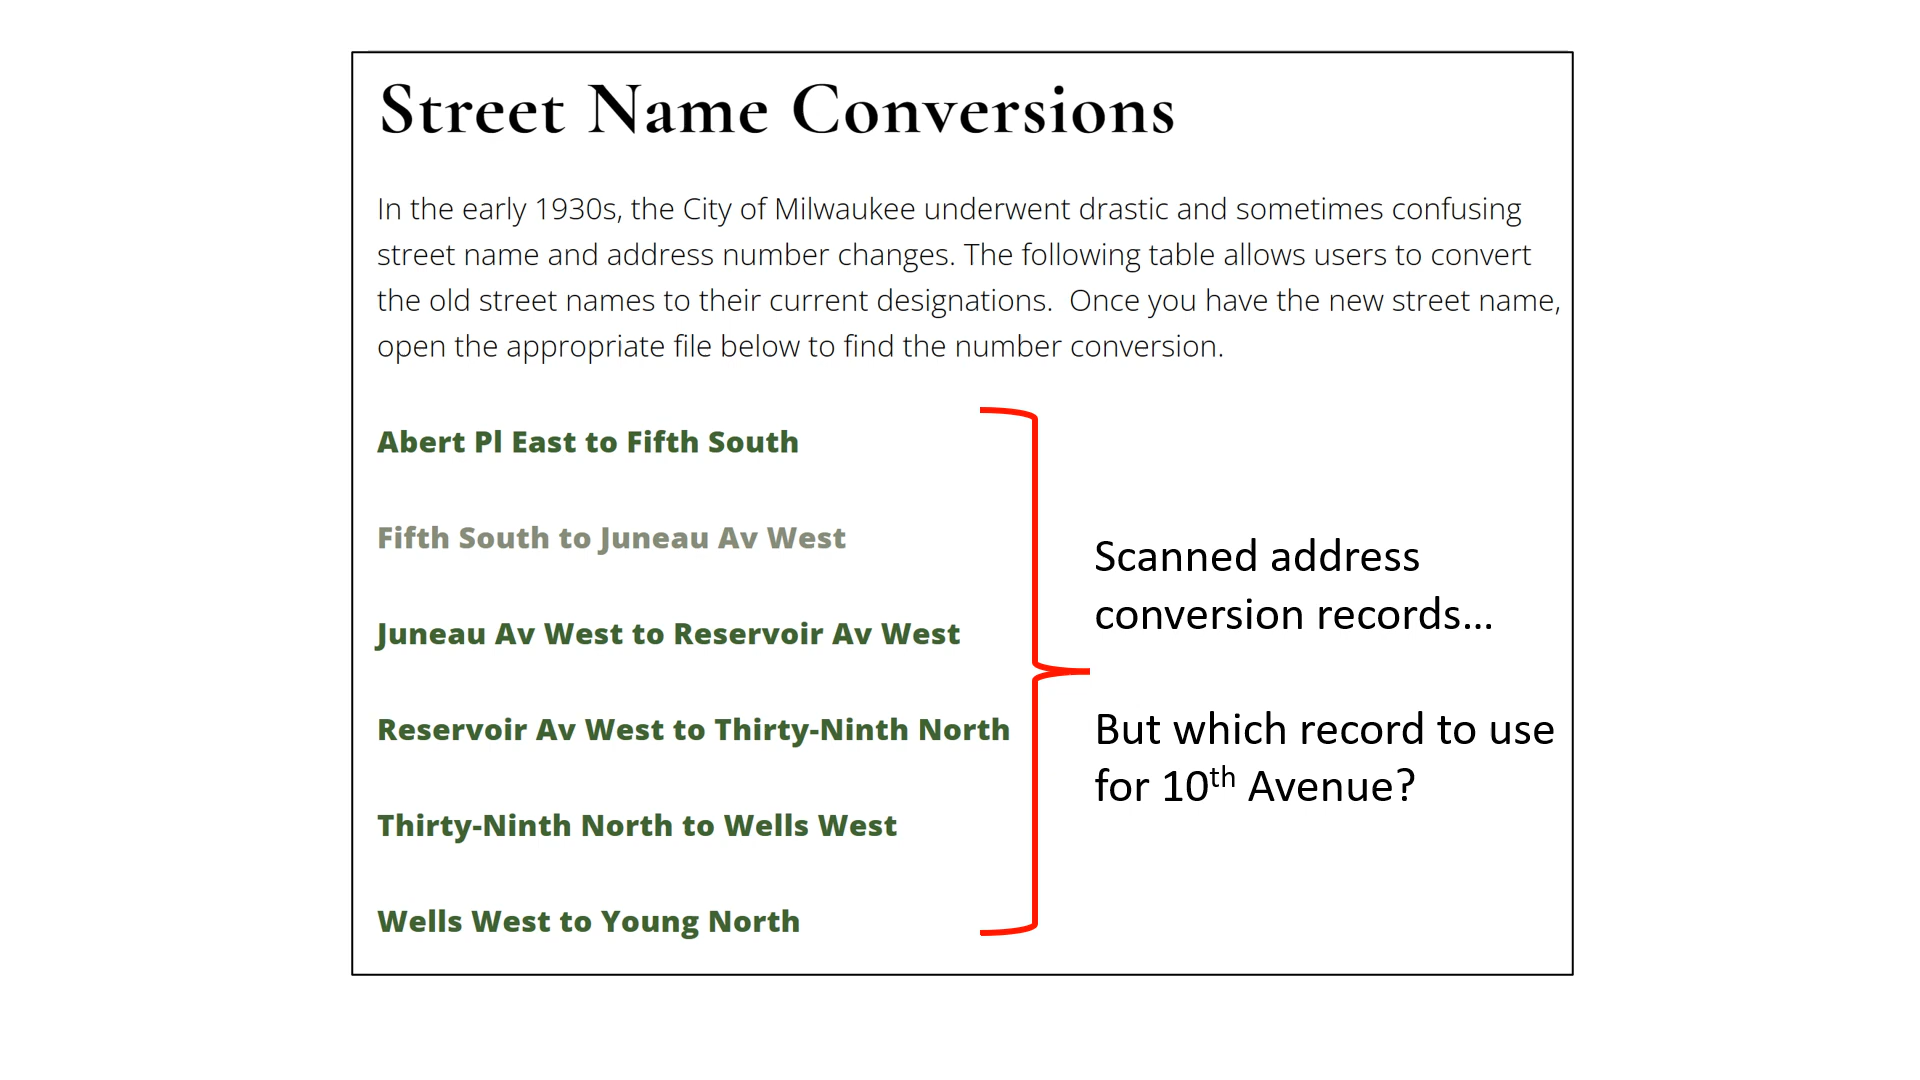 Street Name Conversions
In the early 1930s, the City of Milwaukee underwent drastic and sometimes confusing
street name and address number changes. The following table allows users to convert
the old street names to their current designations.  Once you have the new street name,
open the appropriate file below to find the number conversion.
Abert Pl East to Fifth South
Fifth South to Juneau Av West
Juneau Av West to Reservoir Av West
Reservoir Av West to Thirty-Ninth North
Thirty-Ninth North to Wells West
Wells West to Young North
Scanned address
conversion records...
But which record to use
for 10th Avenue?